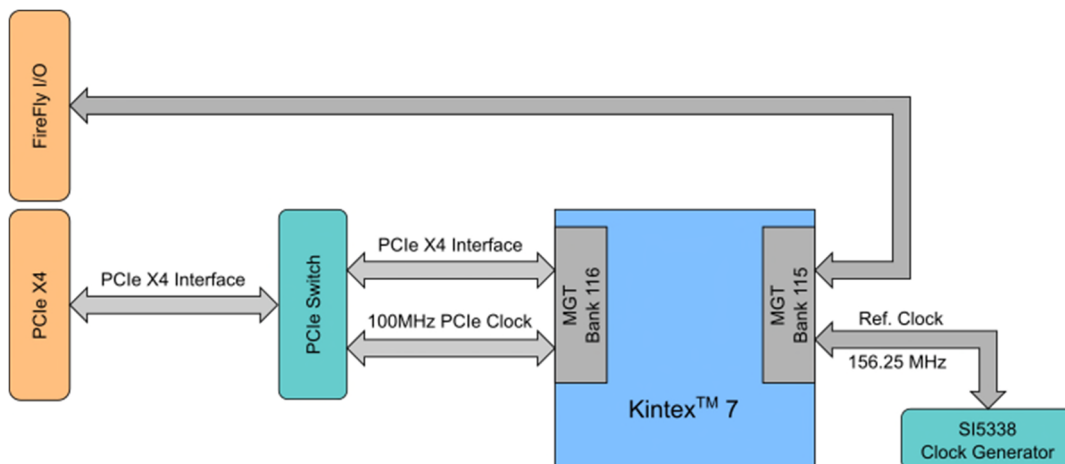 FireFly I/O
PCIe X4
PCIe X4 Interface
PCIe Switch
PCIe X4 Interface
100MHz PCIe Clock
MGT
Bank 116
MGT
Bank 115
Kintex™ 7
Ref. Clock
156.25 MHz
SI5338
Clock Generator